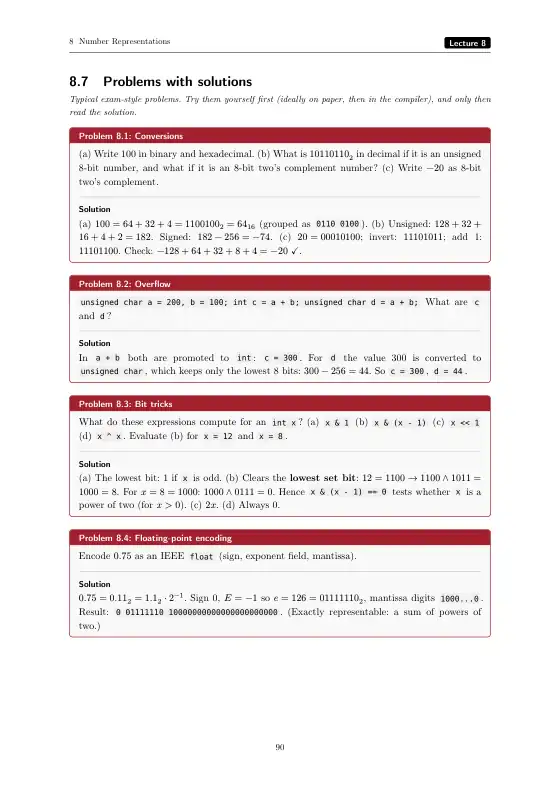 8 Number Representations
Lecture 8
8.7 Problems with solutions
Typical exam-style problems. Try them yourself first (ideally on paper, then in the compiler), and only then
read the solution.
Problem 8.1: Conversions
(a) Write 100 in binary and hexadecimal. (b) What is 10110110₂ in decimal if it is an unsigned
8-bit number, and what if it is an 8-bit two's complement number? (c) Write −20 as 8-bit
two's complement.
Solution
(a) 100 = 64 + 32 + 4 = 1100100₂ = 64₁₆ (grouped as 0110 0100). (b) Unsigned: 128 + 32 +
16 + 4 + 2 = 182. Signed: 182 − 256 = −74. (c) 20 = 00010100; invert: 11101011; add 1:
11101100. Check: −128 + 64 + 32 + 8 + 4 = −20 ✓.
Problem 8.2: Overflow
unsigned char a = 200, b = 100; int c = a + b; unsigned char d = a + b; What are c
and d?
Solution
In a + b both are promoted to int: c = 300. For d the value 300 is converted to
unsigned char, which keeps only the lowest 8 bits: 300 − 256 = 44. So c = 300, d = 44.
Problem 8.3: Bit tricks
What do these expressions compute for an int x? (a) x & 1 (b) x & (x - 1) (c) x << 1
(d) x ^ x. Evaluate (b) for x = 12 and x = 8.
Solution
(a) The lowest bit: 1 if x is odd. (b) Clears the lowest set bit: 12 = 1100 → 1100 ∧ 1011 =
1000 = 8. For x = 8 = 1000: 1000 ∧ 0111 = 0. Hence x & (x - 1) == 0 tests whether x is a
power of two (for x > 0). (c) 2x. (d) Always 0.
Problem 8.4: Floating-point encoding
Encode 0.75 as an IEEE float (sign, exponent field, mantissa).
Solution
0.75 = 0.11₂ = 1.1₂ · 2⁻¹. Sign 0, E = −1 so e = 126 = 01111110₂, mantissa digits 1000...0.
Result: 0 01111110 10000000000000000000000. (Exactly representable: a sum of powers of
two.)
90